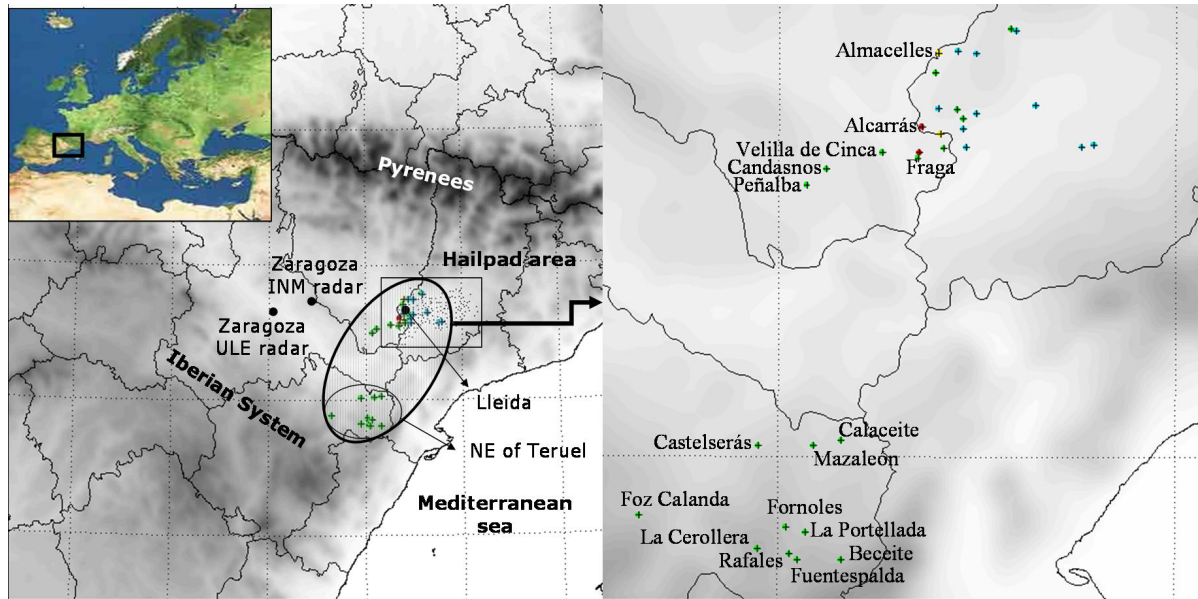 Pyrenees
Hailpad area
Zaragoza
INM radar
Zaragoza
ULE radar
Iberian System
Lleida
NE of Teruel
Mediterranean
sea
Almacelles
Alcarrás
Velilla de Cinca
Candasnos
Fraga
Peñalba
Calaceite
Castelserás
Mazaleón
Foz Calanda
Fornoles
La Portellada
La Cerollera
Beceite
Rafales
Fuentespalda